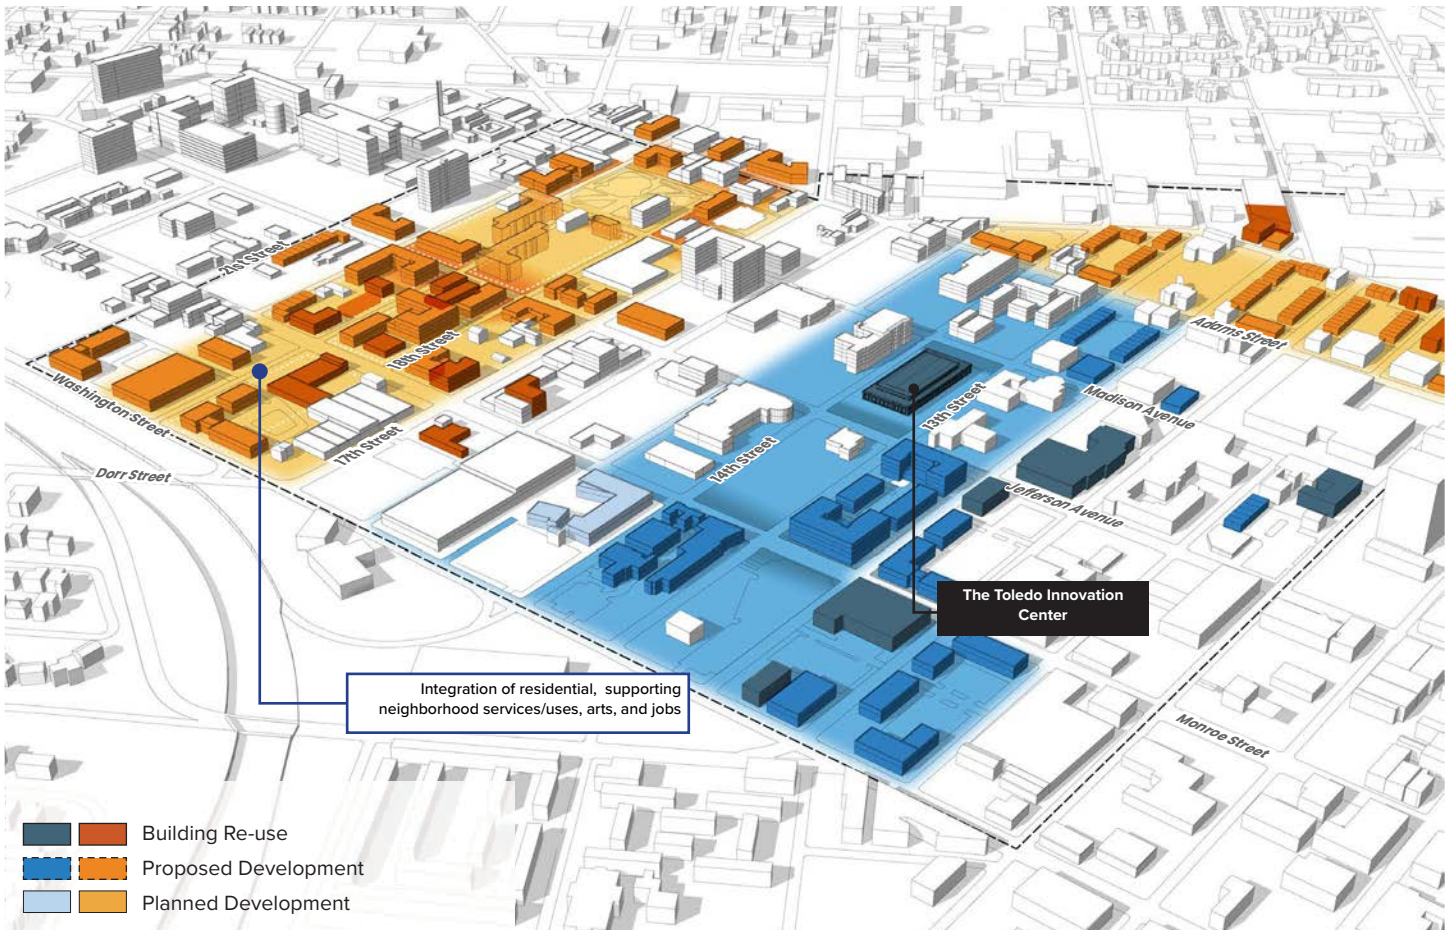 21st Street
18th Street
Adams Street
Washington Street
Madison Avenue
13th Street
17th Street
14th Street
Dorr Street
Jefferson Avenue
The Toledo Innovation
Center
Integration of residential, supporting
neighborhood services/uses, arts, and jobs
Monroe Street
Building Re-use
Proposed Development
Planned Development